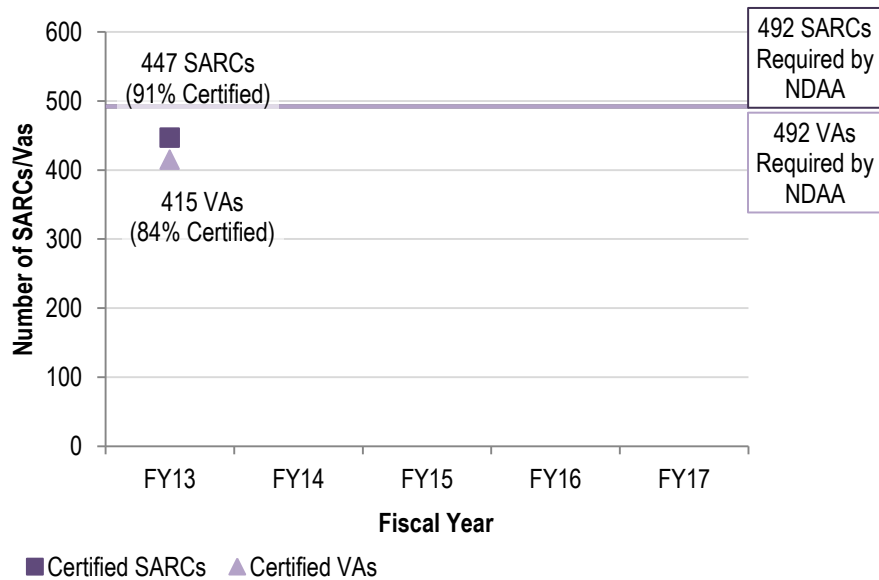 600
500
400
300
200
100
0
Number of SARCs/Vas
447 SARCs
(91% Certified)
415 VAs
(84% Certified)
492 SARCs
Required by
NDAA
492 VAs
Required by
NDAA
FY13
FY14
FY15
FY16
FY17
Fiscal Year
Certified SARCs
Certified VAs